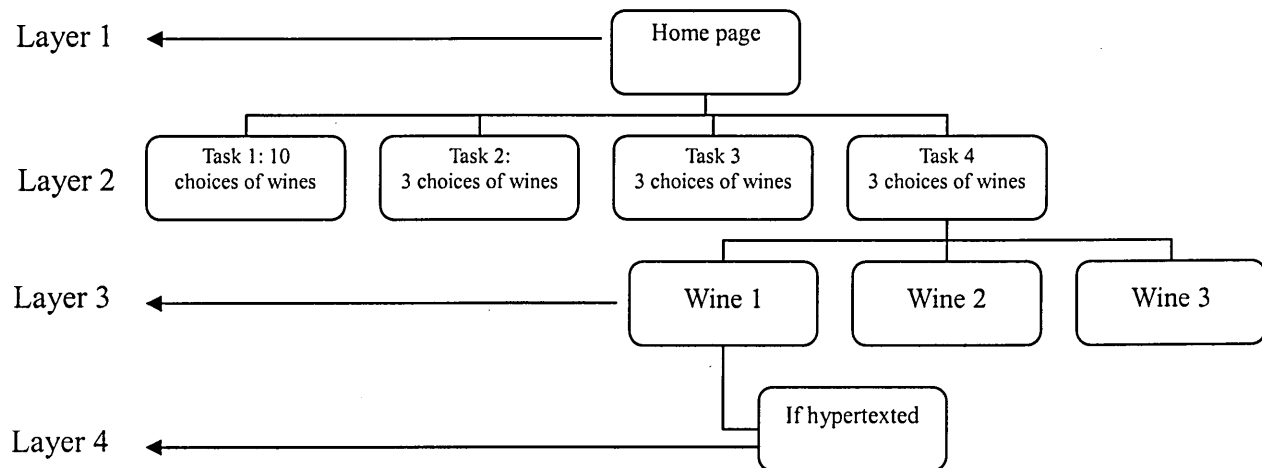 Layer 1
Home page
Layer 2
Task 1: 10
choices of wines
Task 2:
3 choices of wines
Task 3
3 choices of wines
Task 4
3 choices of wines
Layer 3
Wine 1
Wine 2
Wine 3
If hypertexted
Layer 4